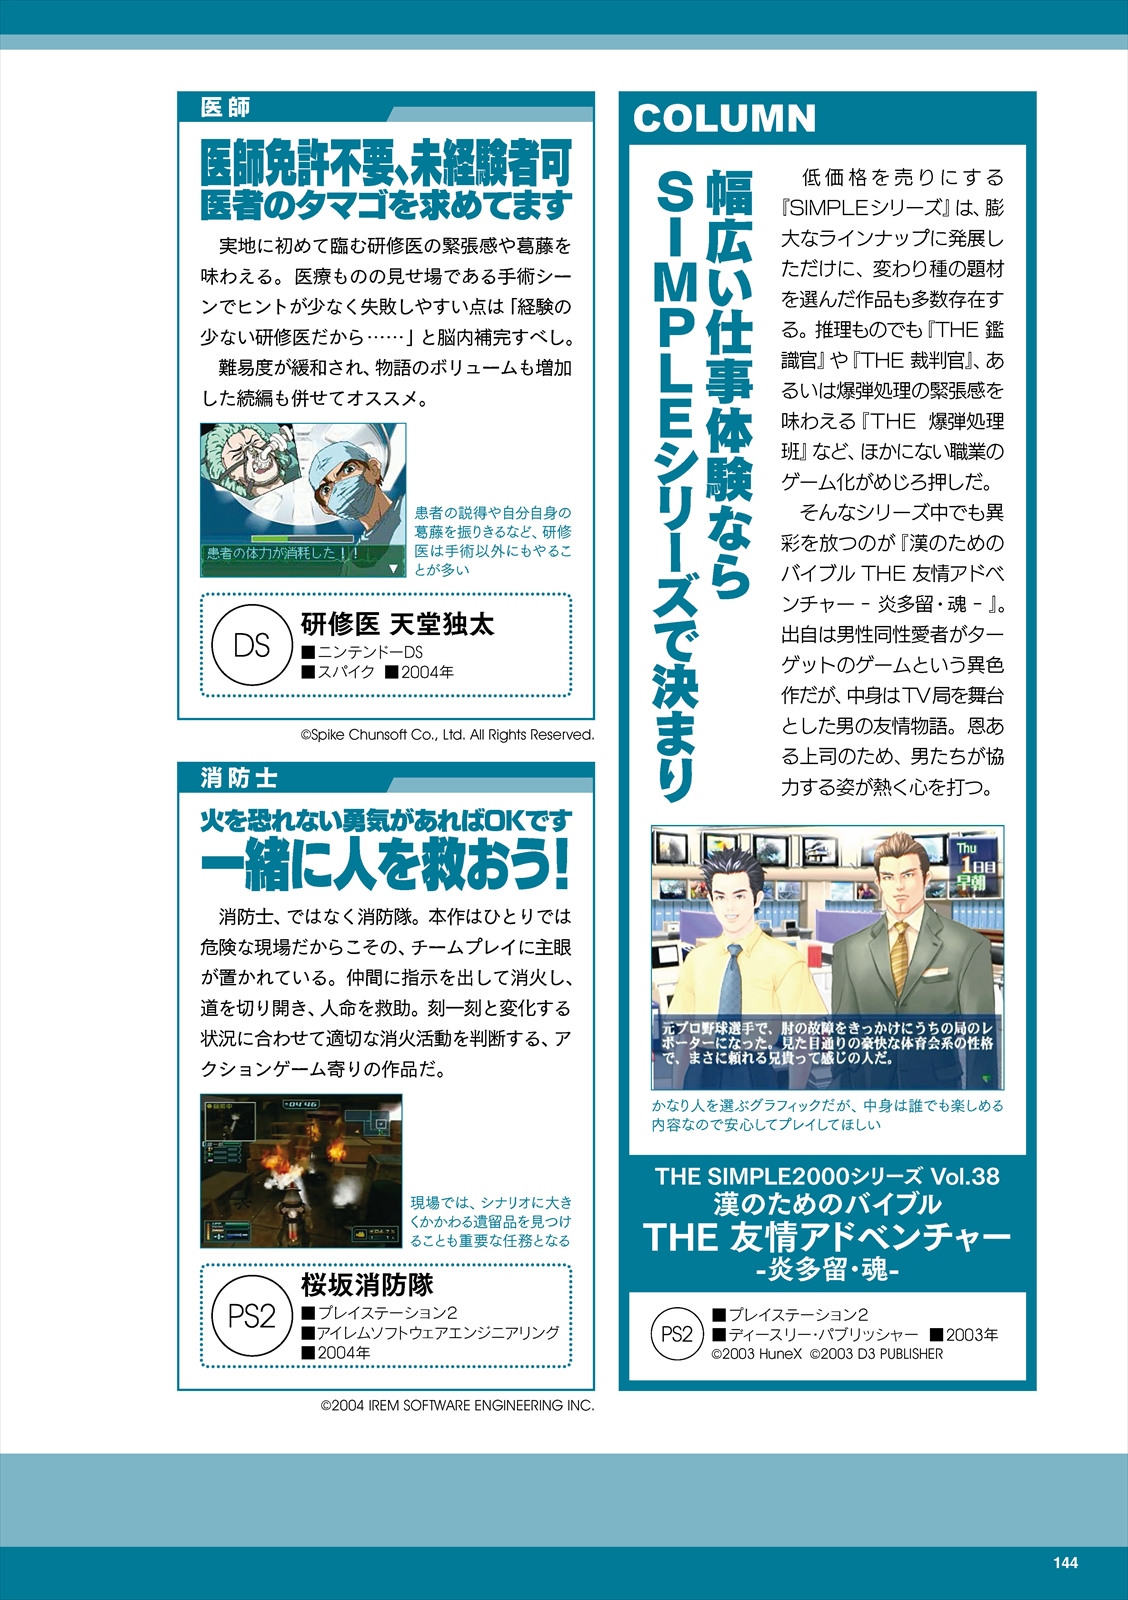 医師
医師免許不要、未経験者可
医者のタマゴを求めてます
実地に初めて臨む研修医の緊張感や葛藤を
味わえる。医療ものの見せ場である手術シー
ンでヒントが少なく失敗しやすい点は「経験の
少ない研修医だから……」と脳内補完すべし。
難易度が緩和され、物語のボリュームも増加
した続編も併せてオススメ。
患者の体力が消耗した！！
患者の説得や自分自身の
葛藤を振りきるなど、研修
医は手術以外にもやるこ
とが多い
DS
研修医 天堂独太
■ニンテンドーDS
■スパイク ■2004年
©Spike Chunsoft Co., Ltd. All Rights Reserved.
消防士
火を恐れない勇気があればOKです
一緒に人を救おう！
消防士、ではなく消防隊。本作はひとりでは
危険な現場だからこその、チームプレイに主眼
が置かれている。仲間に指示を出して消火し、
道を切り開き、人命を救助。刻一刻と変化する
状況に合わせて適切な消火活動を判断する、ア
クションゲーム寄りの作品だ。
現場では、シナリオに大き
くかかわる遺留品を見つけ
ることも重要な任務となる
PS2
桜坂消防隊
■プレイステーション2
■アイレムソフトウェアエンジニアリング
■2004年
©2004 IREM SOFTWARE ENGINEERING INC.
COLUMN
幅広い仕事体験なら
SIMPLEシリーズで決まり
低価格を売りにする
『SIMPLEシリーズ』は、膨
大なラインナップに発展し
ただけに、変わり種の題材
を選んだ作品も多数存在す
る。推理ものでも『THE 鑑
識官』や『THE 裁判官』、あ
るいは爆弾処理の緊張感を
味わえる『THE 爆弾処理
班』など、ほかにない職業の
ゲーム化がめじろ押しだ。
そんなシリーズ中でも異
彩を放つのが『漢のための
バイブル THE 友情アドベ
ンチャー - 炎多留・魂 - 』。
出自は男性同性愛者がター
ゲットのゲームという異色
作だが、中身はTV局を舞台
とした男の友情物語。恩あ
る上司のため、男たちが協
力する姿が熱く心を打つ。
Thu
1日目
早朝
元プロ野球選手で、肘の故障をきっかけにうちの局のレ
ポーターになった。見た目通りの豪快な体育会系の性格
で、まさに頼れる兄貴って感じの人だ。
かなり人を選ぶグラフィックだが、中身は誰でも楽しめる
内容なので安心してプレイしてほしい
THE SIMPLE2000シリーズ Vol.38
漢のためのバイブル
THE 友情アドベンチャー
-炎多留・魂-
PS2
■プレイステーション2
■ディースリー・パブリッシャー ■2003年
©2003 HuneX ©2003 D3 PUBLISHER
144